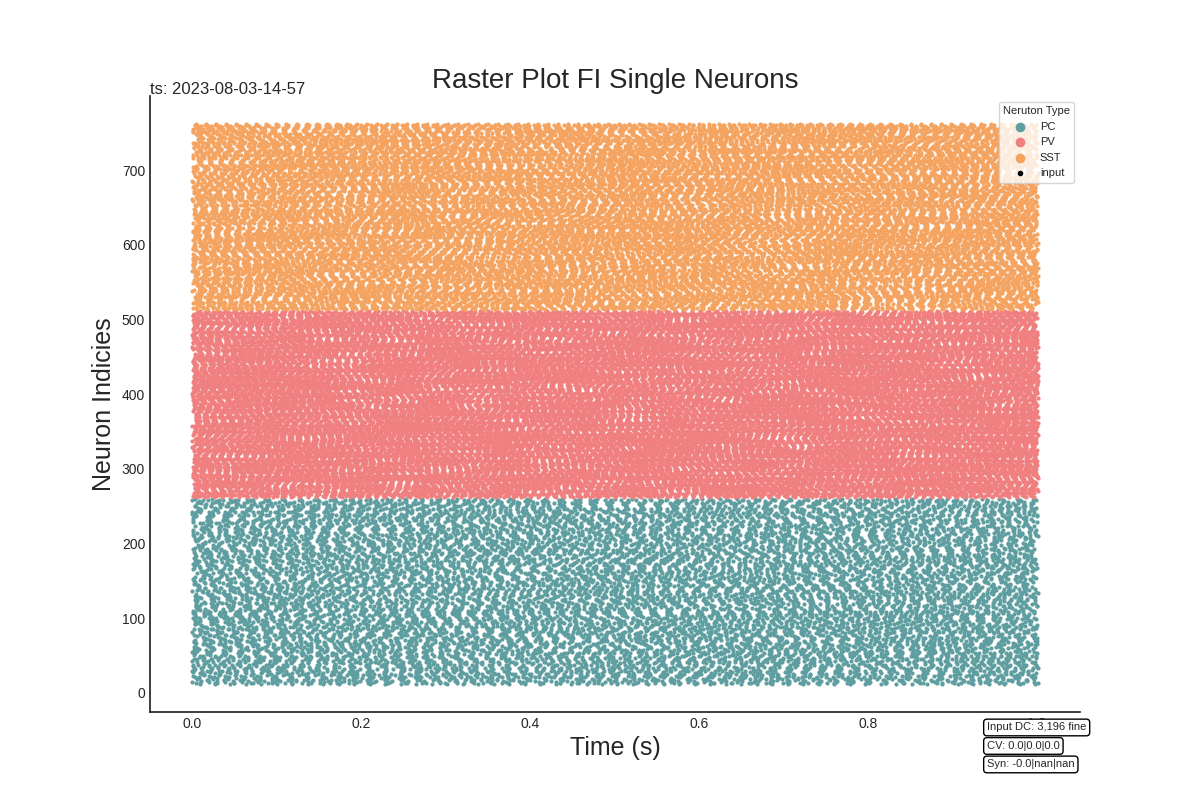 Raster Plot FI Single Neurons
ts: 2023-08-03-14-57
Neruton Type
PC
PV
SST
input
Neuron Indicies
700
600
500
400
300
200
100
0
0.0
0.2
0.4
0.6
0.8
Time (s)
Input DC: 3,196 fine
CV: 0.0|0.0|0.0
Syn: -0.0|nan|nan